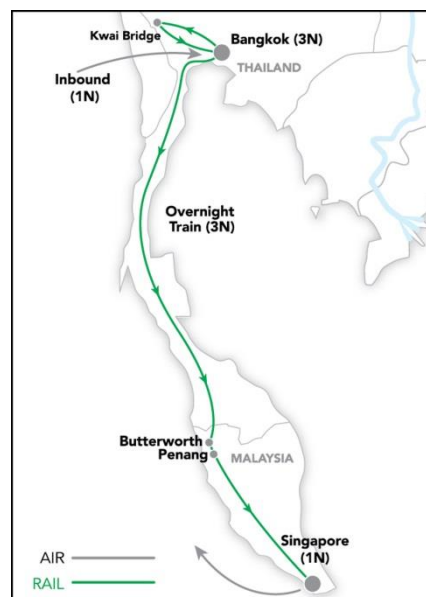 Kwai Bridge
Bangkok (3N)
THAILAND
Inbound
(1N)
Overnight
Train (3N)
Butterworth
Penang
MALAYSIA
Singapore
(1N)
AIR
RAIL